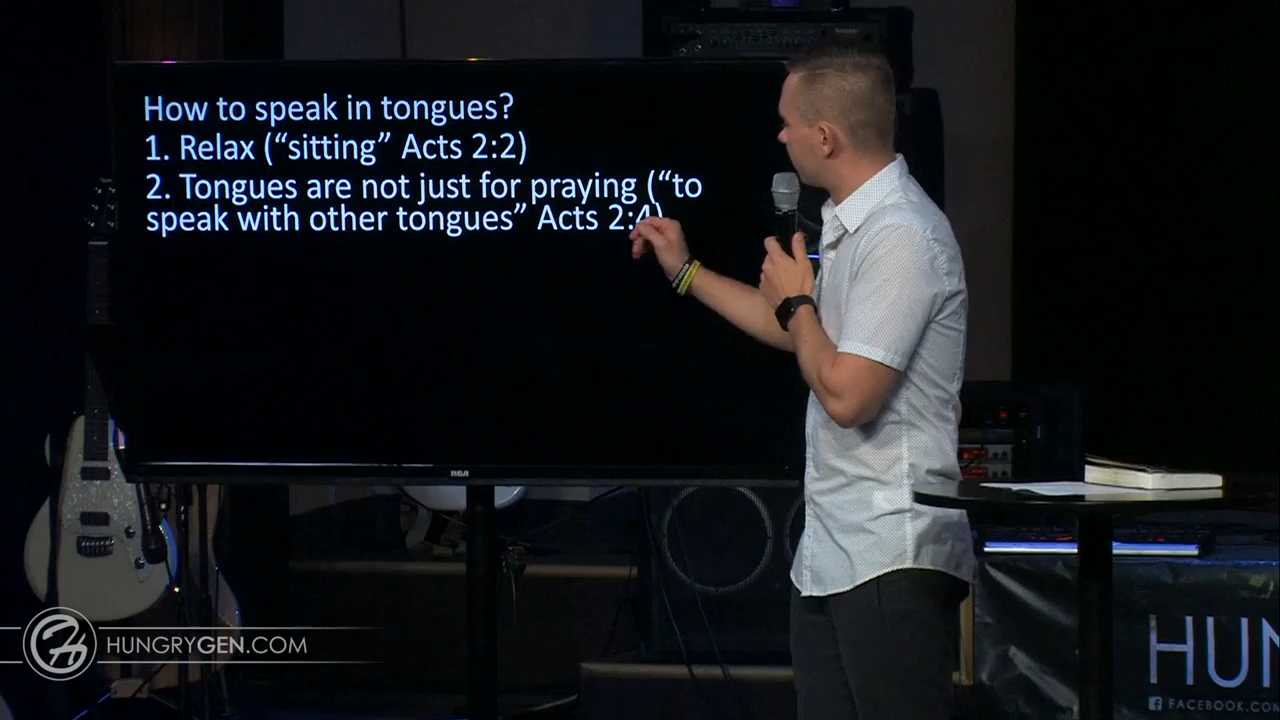 How to speak in tongues?
1. Relax (“sitting” Acts 2:2)
2. Tongues are not just for praying (“to
speak with other tongues” Acts 2:4)
RCA
HUNGRYGEN.COM
HUN
FACEBOOK.COM